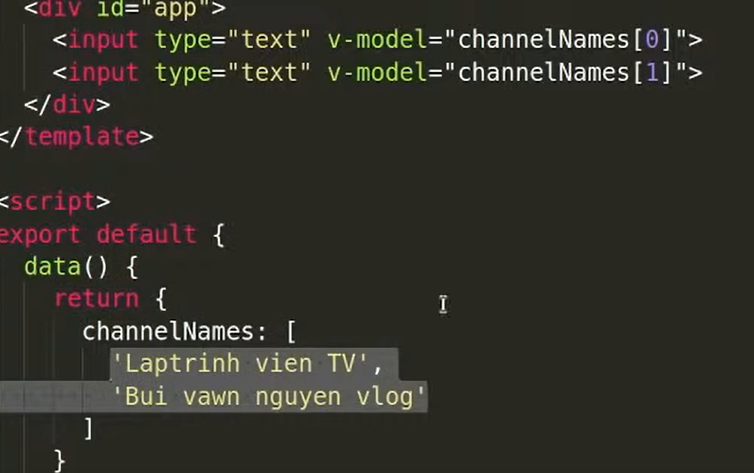 <div id="app">
<input type="text" v-model="channelNames[0]">
<input type="text" v-model="channelNames[1]">
</div>
</template>
<script>
export default {
data() {
return {
channelNames: [
'Laptrinh vien TV',
'Bui vawn nguyen vlog'
]
}